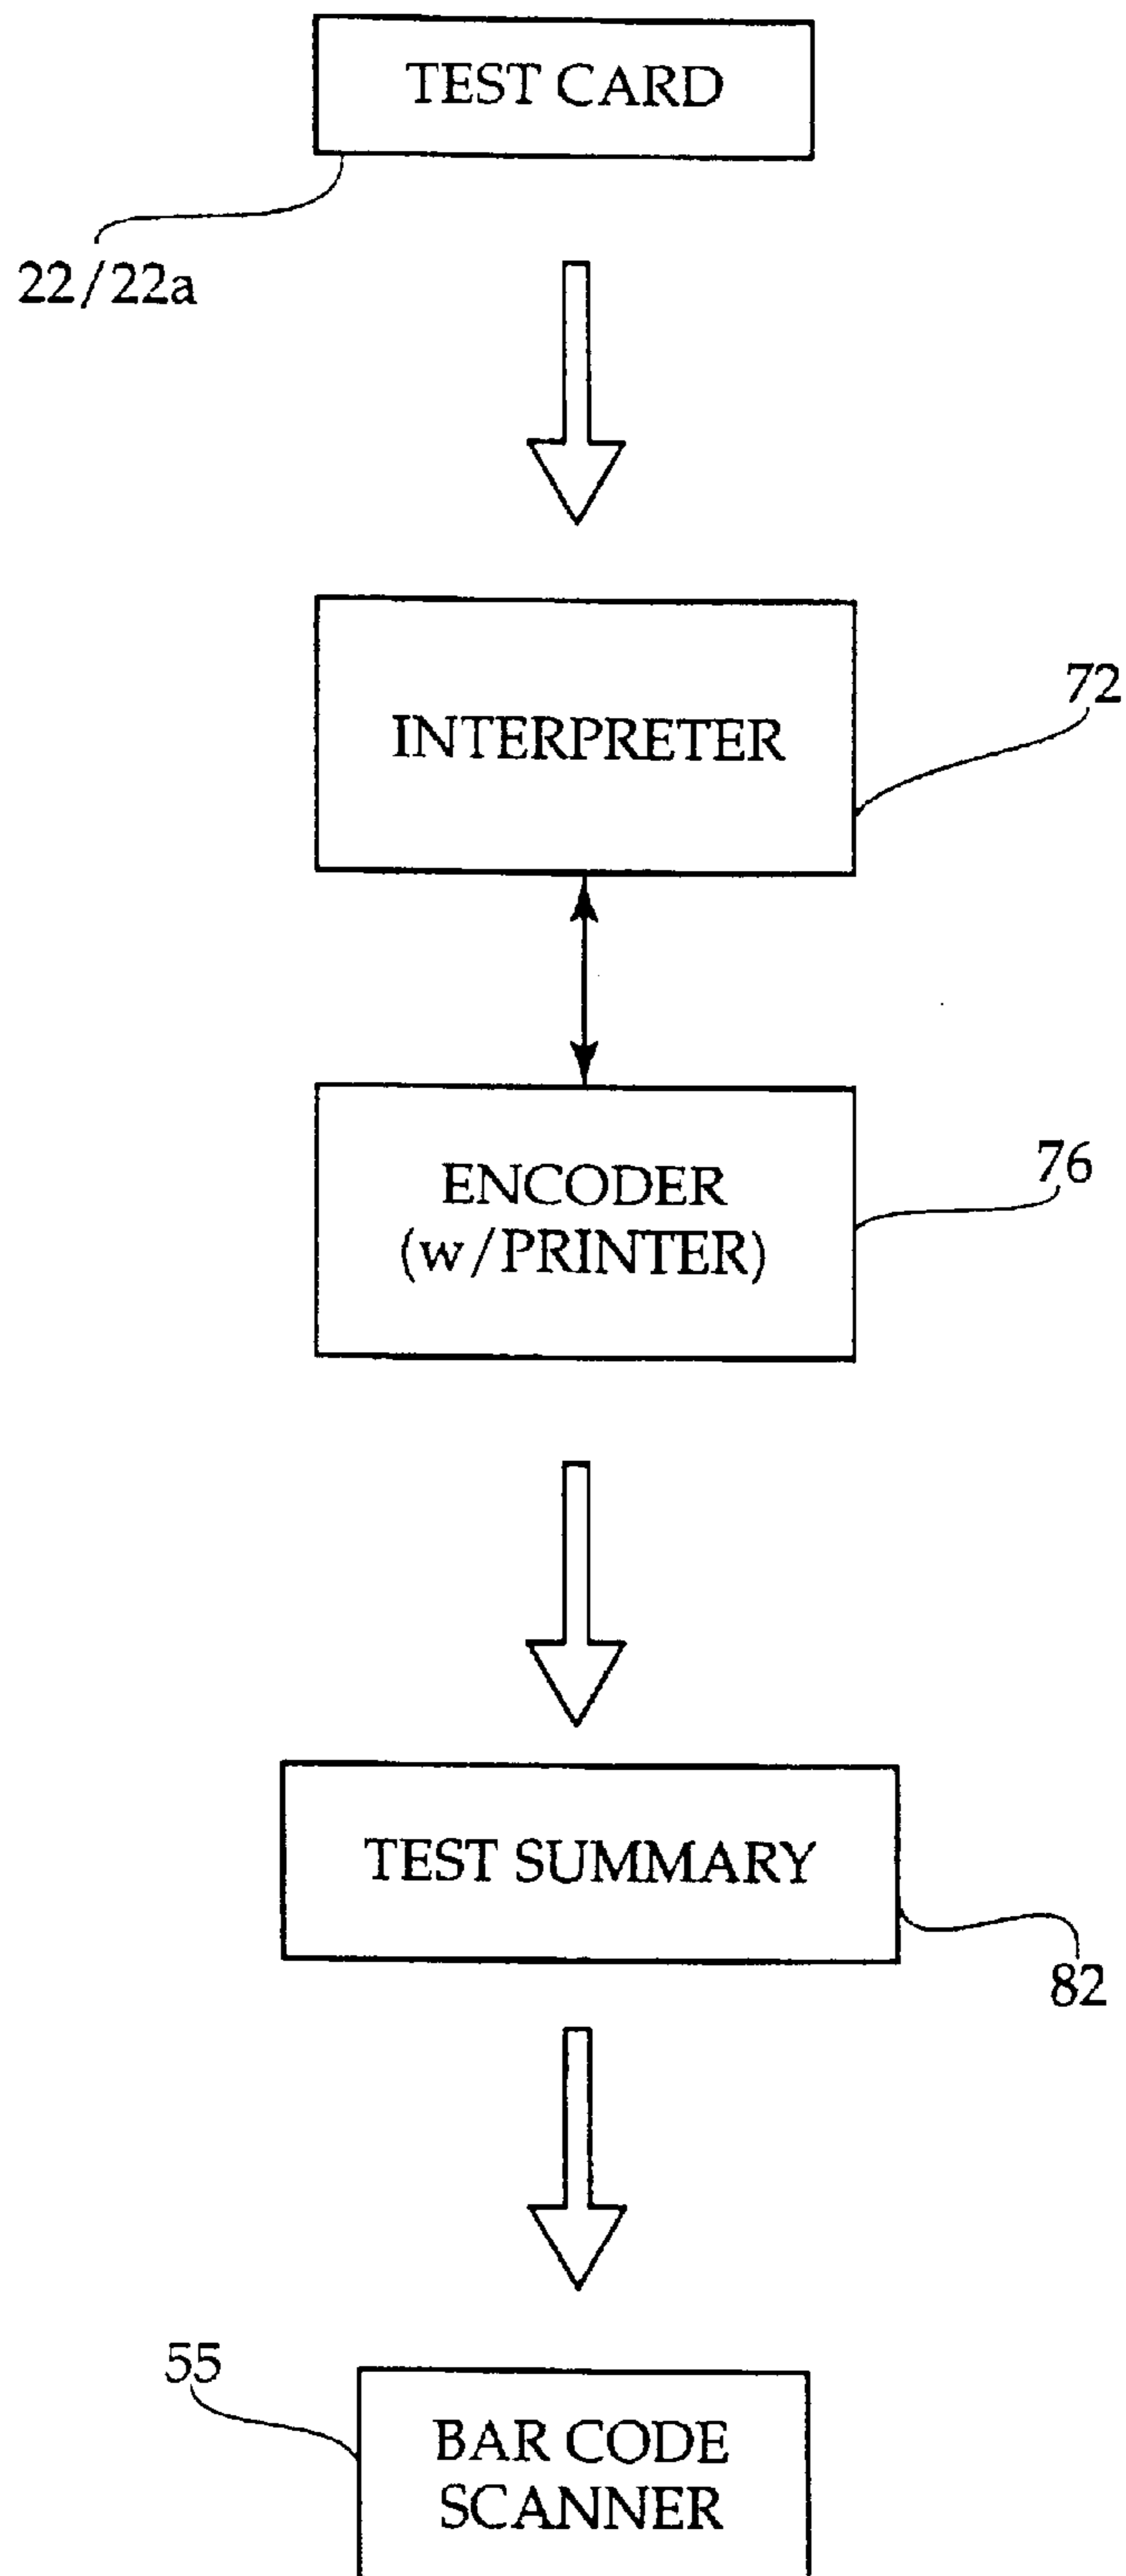 TEST CARD
22/22a
INTERPRETER
72
ENCODER
(w/PRINTER)
76
TEST SUMMARY
82
55
BAR CODE
SCANNER